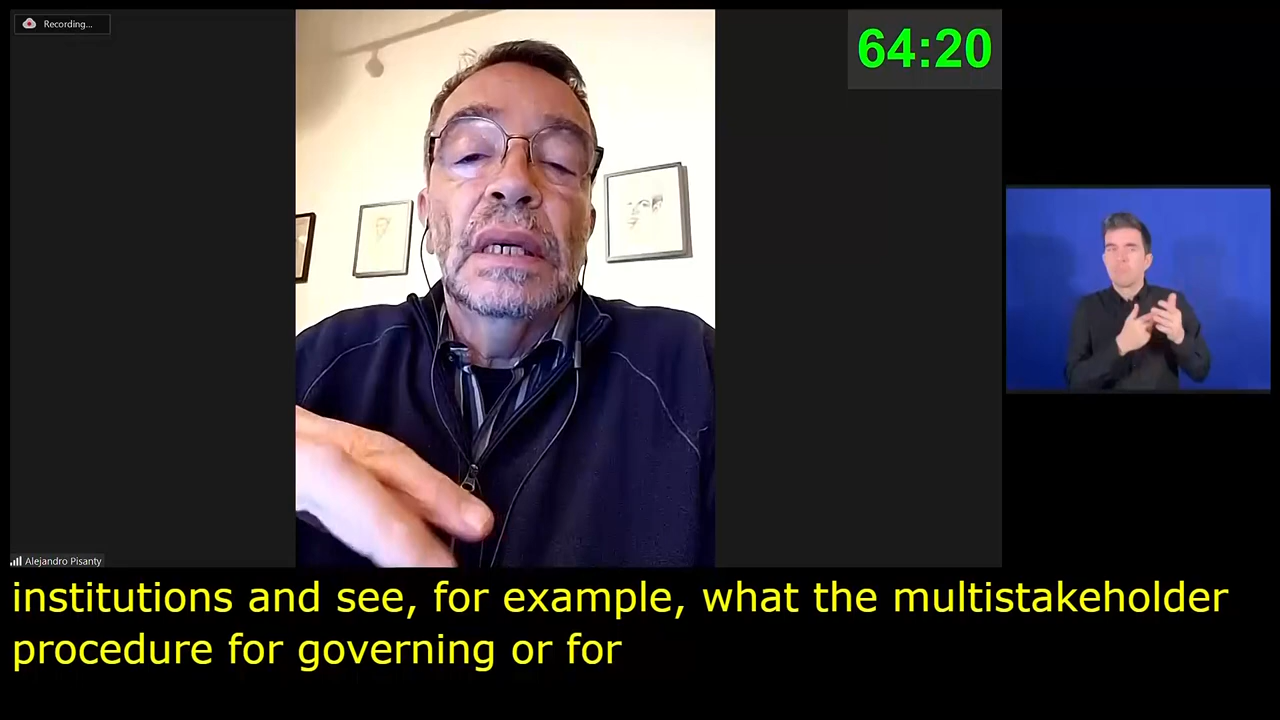 Recording...
64:20
Alejandro Pisanty
institutions and see, for example, what the multistakeholder
procedure for governing or for